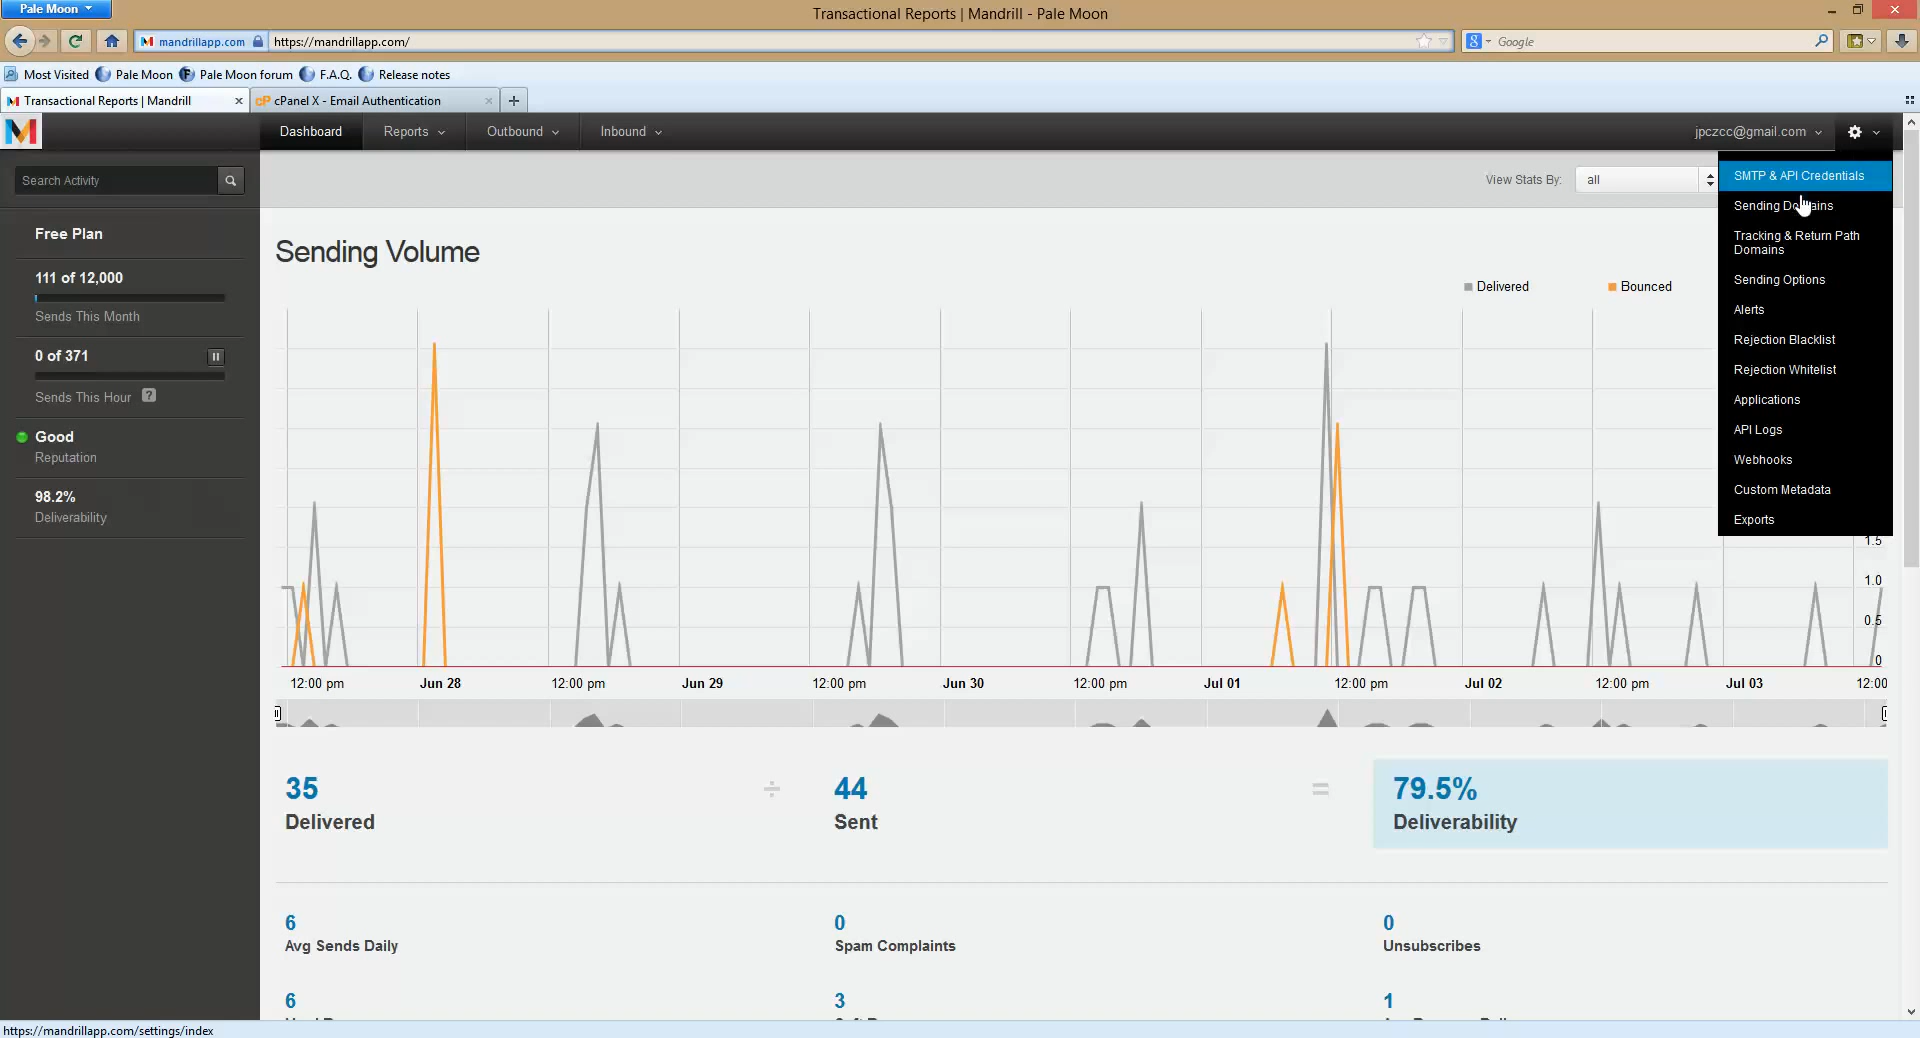 Pale Moon
Transactional Reports | Mandrill - Pale Moon
mandrillapp.com
https://mandrillapp.com/
Google
Most Visited
Pale Moon
Pale Moon forum
F.A.Q.
Release notes
Transactional Reports | Mandrill
cP cPanel X - Email Authentication
Dashboard
Reports
Outbound
Inbound
jpczcc@gmail.com
Search Activity
View Stats By:
all
SMTP & API Credentials
Sending Domains
Tracking & Return Path
Domains
Sending Options
Alerts
Rejection Blacklist
Rejection Whitelist
Applications
API Logs
Webhooks
Custom Metadata
Exports
Free Plan
111 of 12,000
Sends This Month
0 of 371
Sends This Hour ?
Good
Reputation
98.2%
Deliverability
Sending Volume
Delivered
Bounced
1.5
1.0
0.5
0
12:00 pm
Jun 28
12:00 pm
Jun 29
12:00 pm
Jun 30
12:00 pm
Jul 01
12:00 pm
Jul 02
12:00 pm
Jul 03
12:00
35
Delivered
÷
44
Sent
=
79.5%
Deliverability
6
Avg Sends Daily
0
Spam Complaints
0
Unsubscribes
6
3
1
https://mandrillapp.com/settings/index